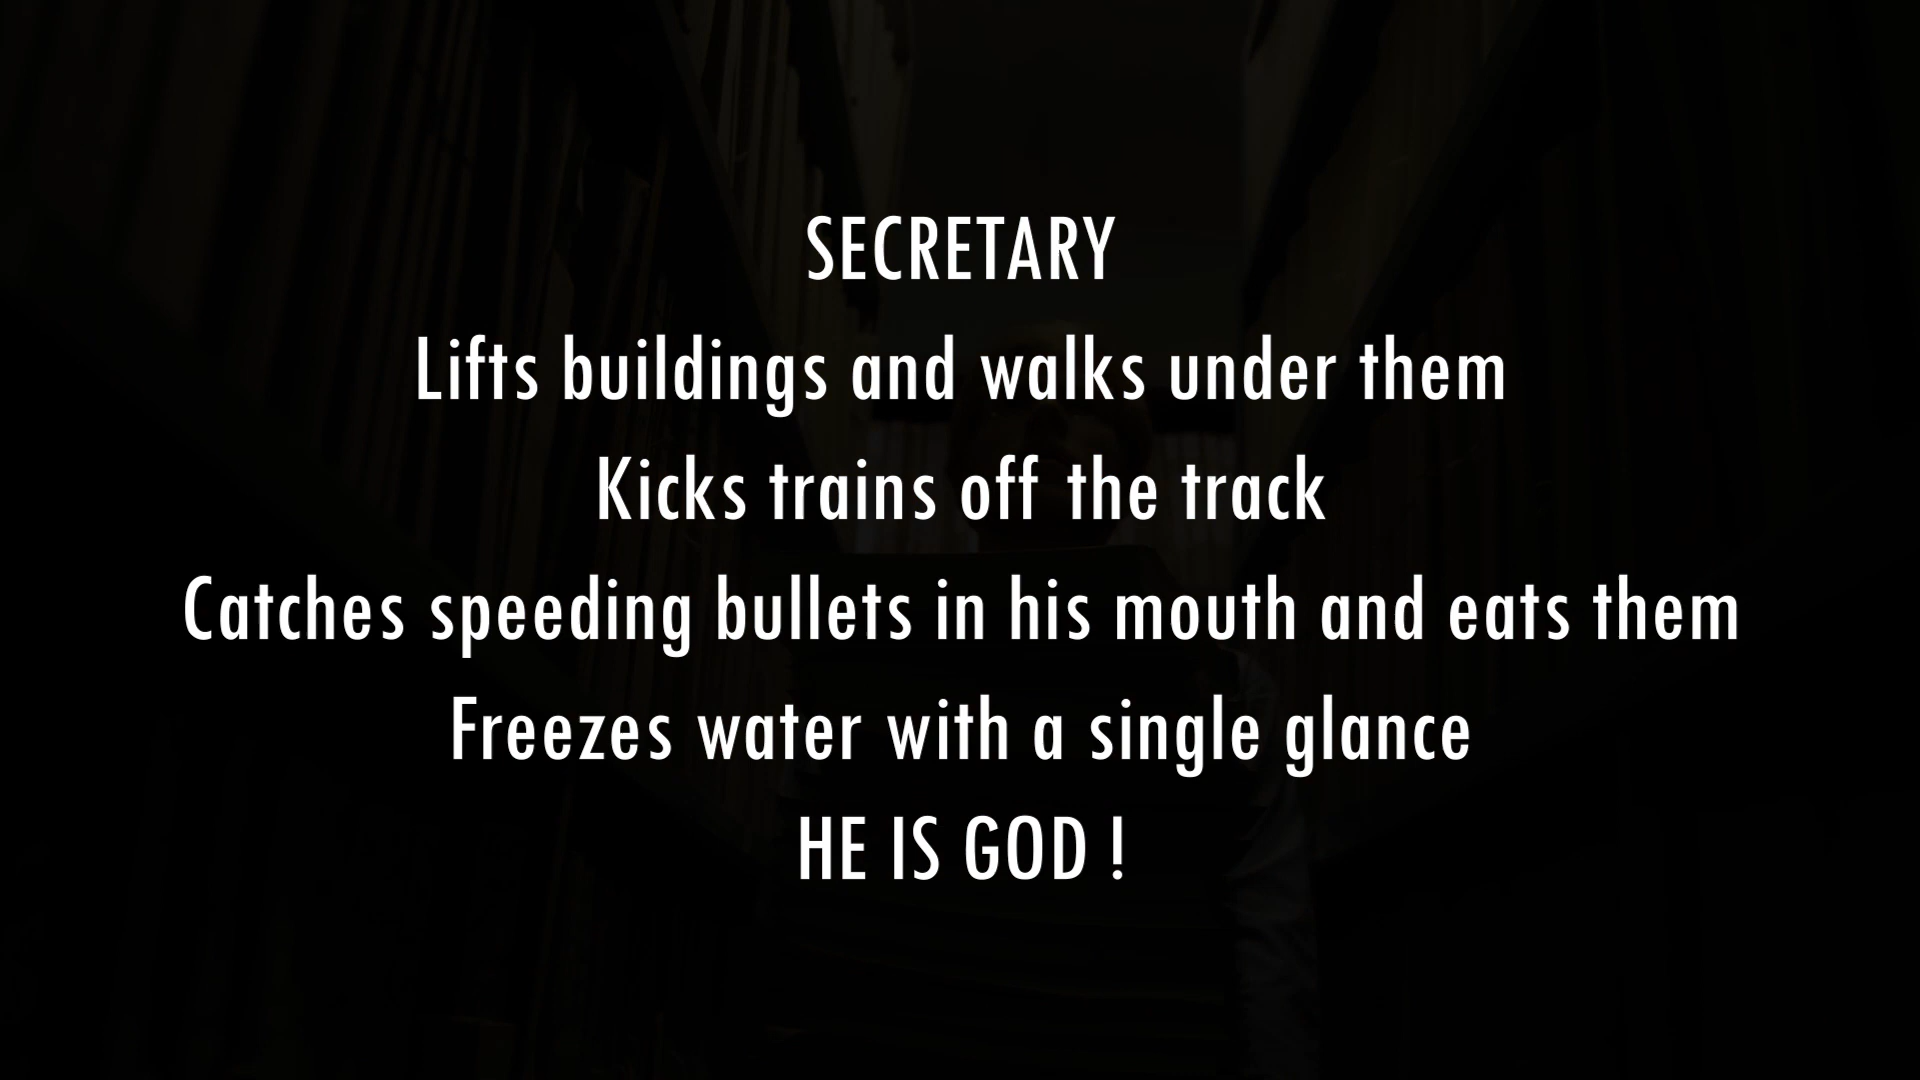 SECRETARY
Lifts buildings and walks under them
Kicks trains off the track
Catches speeding bullets in his mouth and eats them
Freezes water with a single glance
HE IS GOD !